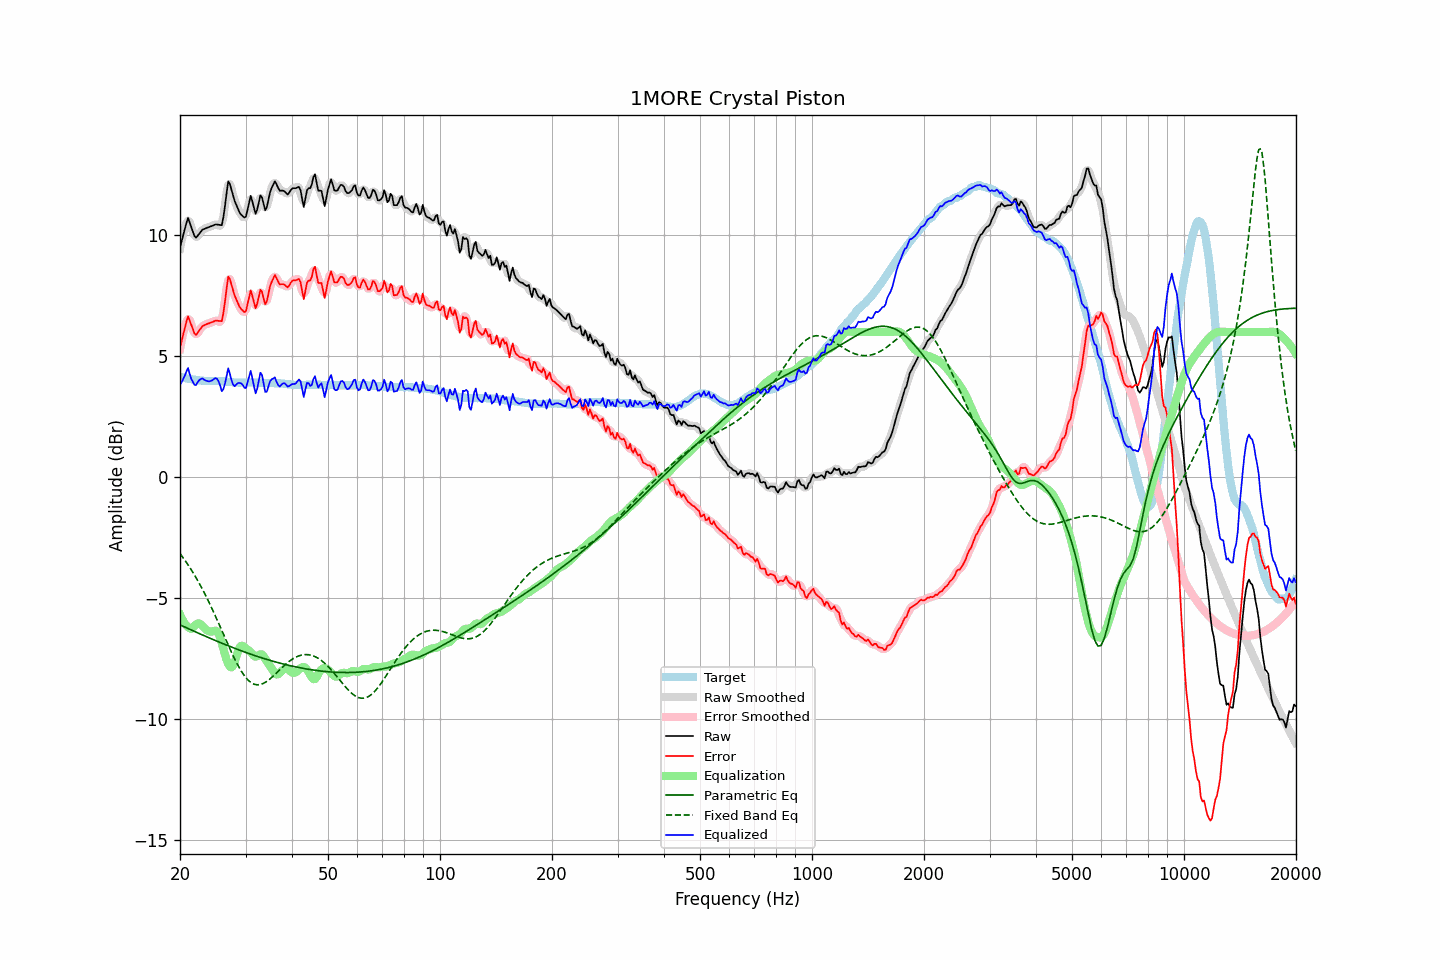 1MORE Crystal Piston
Amplitude (dBr)
10
5
0
−5
−10
−15
Target
Raw Smoothed
Error Smoothed
Raw
Error
Equalization
Parametric Eq
Fixed Band Eq
Equalized
20 50 100 200 500 1000 2000 5000 10000 20000
Frequency (Hz)